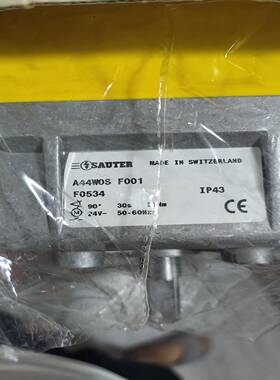 SAUTER MADE IN SWITZERLAND
A44W0S F001
F0534 IP43
90° 30s
M 24V~ 50-60Hz
CE